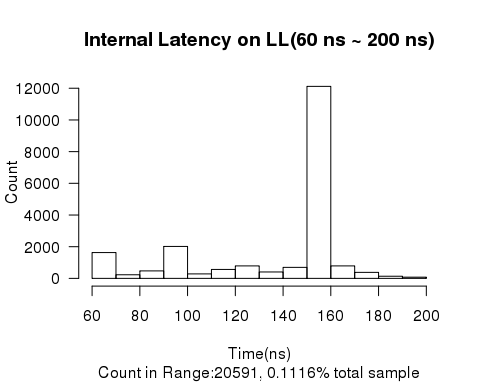 Internal Latency on LL(60 ns ~ 200 ns)
12000
10000
8000
6000
4000
2000
0
Count
60 80 100 120 140 160 180 200
Time(ns)
Count in Range:20591, 0.1116% total sample